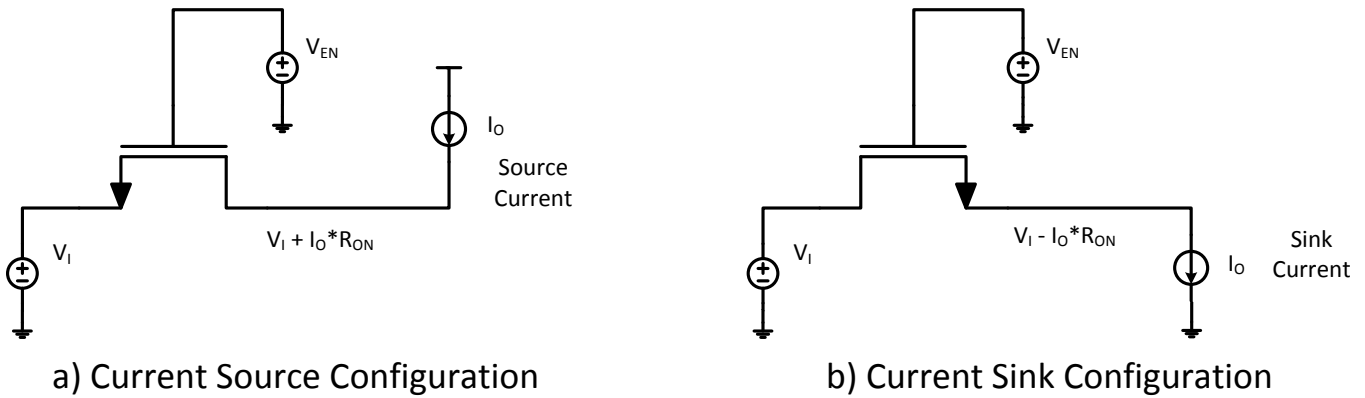 V_EN
I_O
Source
Current
V_I + I_O*R_ON
V_I
a) Current Source Configuration
V_EN
V_I - I_O*R_ON
V_I
I_O
Sink
Current
b) Current Sink Configuration